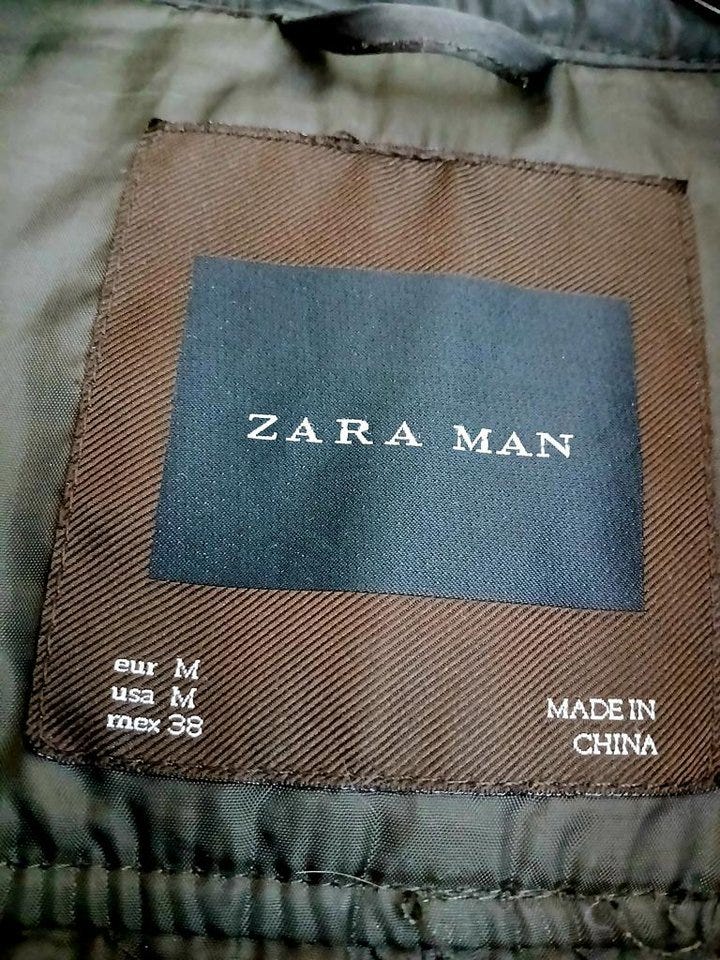 ZARA MAN
eur M
usa M
mex 38
MADE IN
CHINA